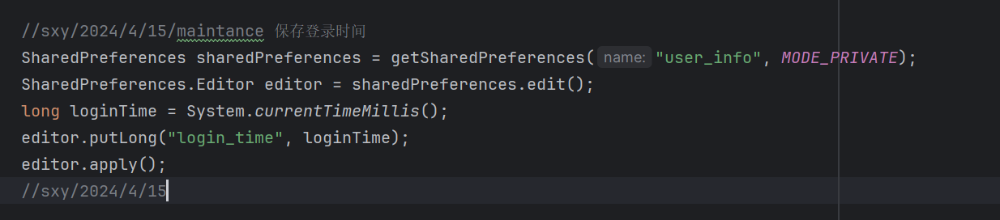 //sxy/2024/4/15/maintance 保存登录时间
SharedPreferences sharedPreferences = getSharedPreferences( name: "user_info", MODE_PRIVATE);
SharedPreferences.Editor editor = sharedPreferences.edit();
long loginTime = System.currentTimeMillis();
editor.putLong("login_time", loginTime);
editor.apply();
//sxy/2024/4/15